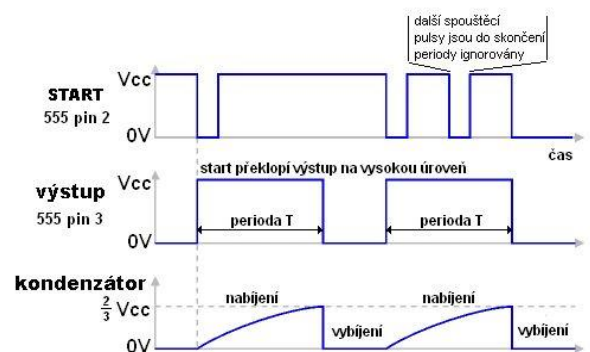 další spouštěcí
pulsy jsou do skončení
periody ignorovány
Vcc
START
555 pin 2
0V
čas
start překlopí výstup na vysokou úroveň
Vcc
výstup
555 pin 3
perioda T
perioda T
0V
kondenzátor
2/3 Vcc
nabíjení
nabíjení
vybíjení
vybíjení
0V